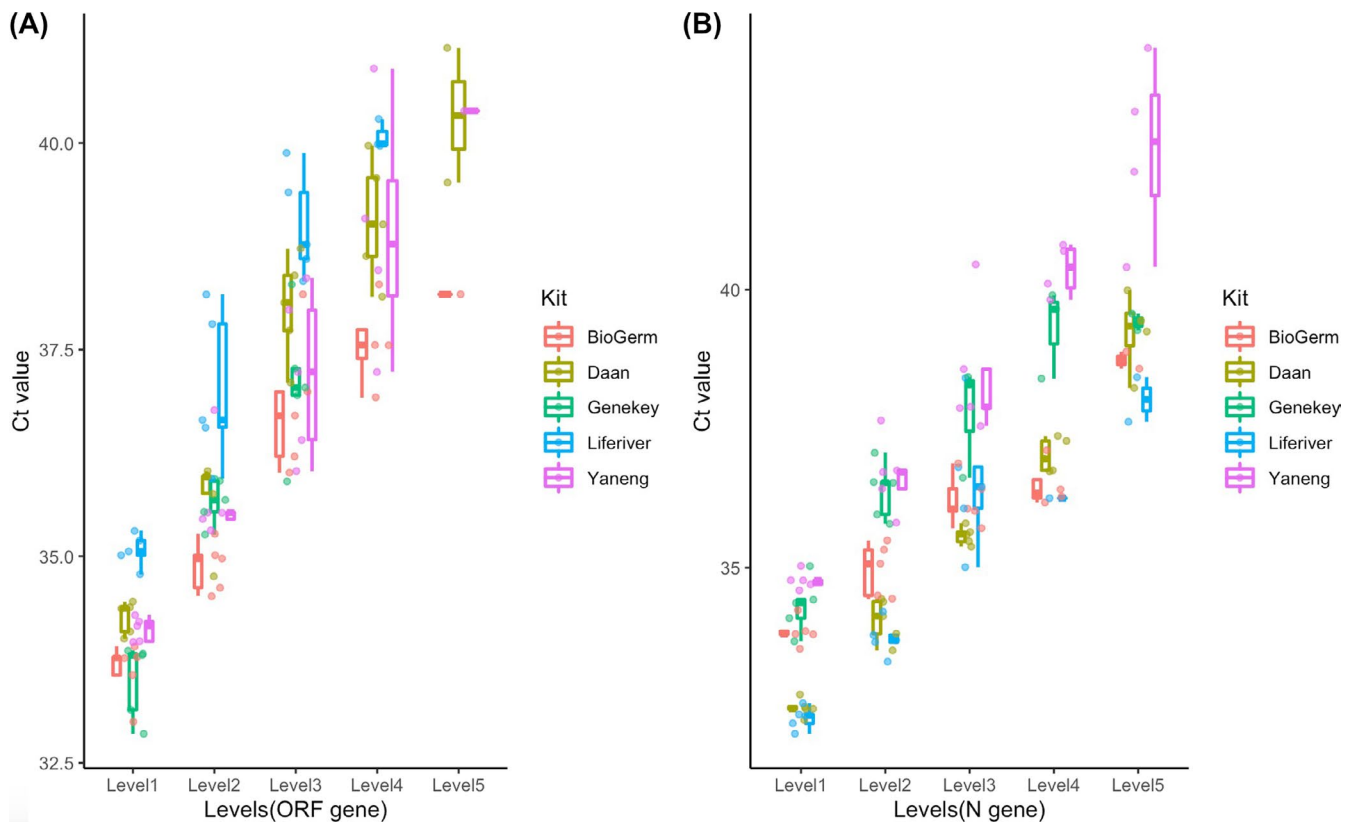 (A)
Ct value
40.0
37.5
35.0
32.5
Level1 Level2 Level3 Level4 Level5
Levels(ORF gene)
Kit
BioGerm
Daan
Genekey
Liferiver
Yaneng
(B)
Ct value
40
35
Level1 Level2 Level3 Level4 Level5
Levels(N gene)
Kit
BioGerm
Daan
Genekey
Liferiver
Yaneng